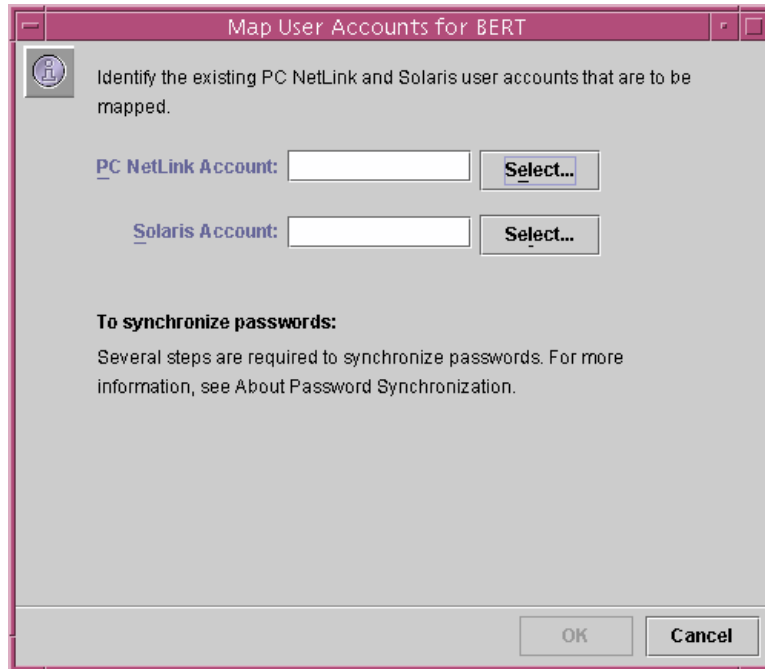 Map User Accounts for BERT
Identify the existing PC NetLink and Solaris user accounts that are to be
mapped.
PC NetLink Account:
Select...
Solaris Account:
Select...
To synchronize passwords:
Several steps are required to synchronize passwords. For more
information, see About Password Synchronization.
OK
Cancel